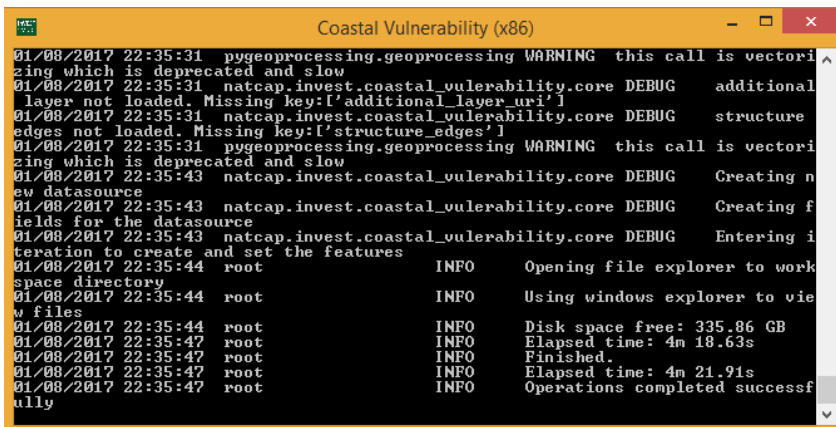 Coastal Vulnerability (x86)
01/08/2017 22:35:31 pygeoprocessing.geoprocessing WARNING this call is vectori
zing which is deprecated and slow
01/08/2017 22:35:31 natcap.invest.coastal_vulerability.core DEBUG additional
layer not loaded. Missing key:['additional_layer_uri']
01/08/2017 22:35:31 natcap.invest.coastal_vulerability.core DEBUG structure
edges not loaded. Missing key:['structure_edges']
01/08/2017 22:35:31 pygeoprocessing.geoprocessing WARNING this call is vectori
zing which is deprecated and slow
01/08/2017 22:35:43 natcap.invest.coastal_vulerability.core DEBUG Creating n
ew datasource
01/08/2017 22:35:43 natcap.invest.coastal_vulerability.core DEBUG Creating f
ields for the datasource
01/08/2017 22:35:43 natcap.invest.coastal_vulerability.core DEBUG Entering i
teration to create and set the features
01/08/2017 22:35:44 root INFO Opening file explorer to work
space directory
01/08/2017 22:35:44 root INFO Using windows explorer to vie
w files
01/08/2017 22:35:44 root INFO Disk space free: 335.86 GB
01/08/2017 22:35:47 root INFO Elapsed time: 4m 18.63s
01/08/2017 22:35:47 root INFO Finished.
01/08/2017 22:35:47 root INFO Elapsed time: 4m 21.91s
01/08/2017 22:35:47 root INFO Operations completed successf
ully